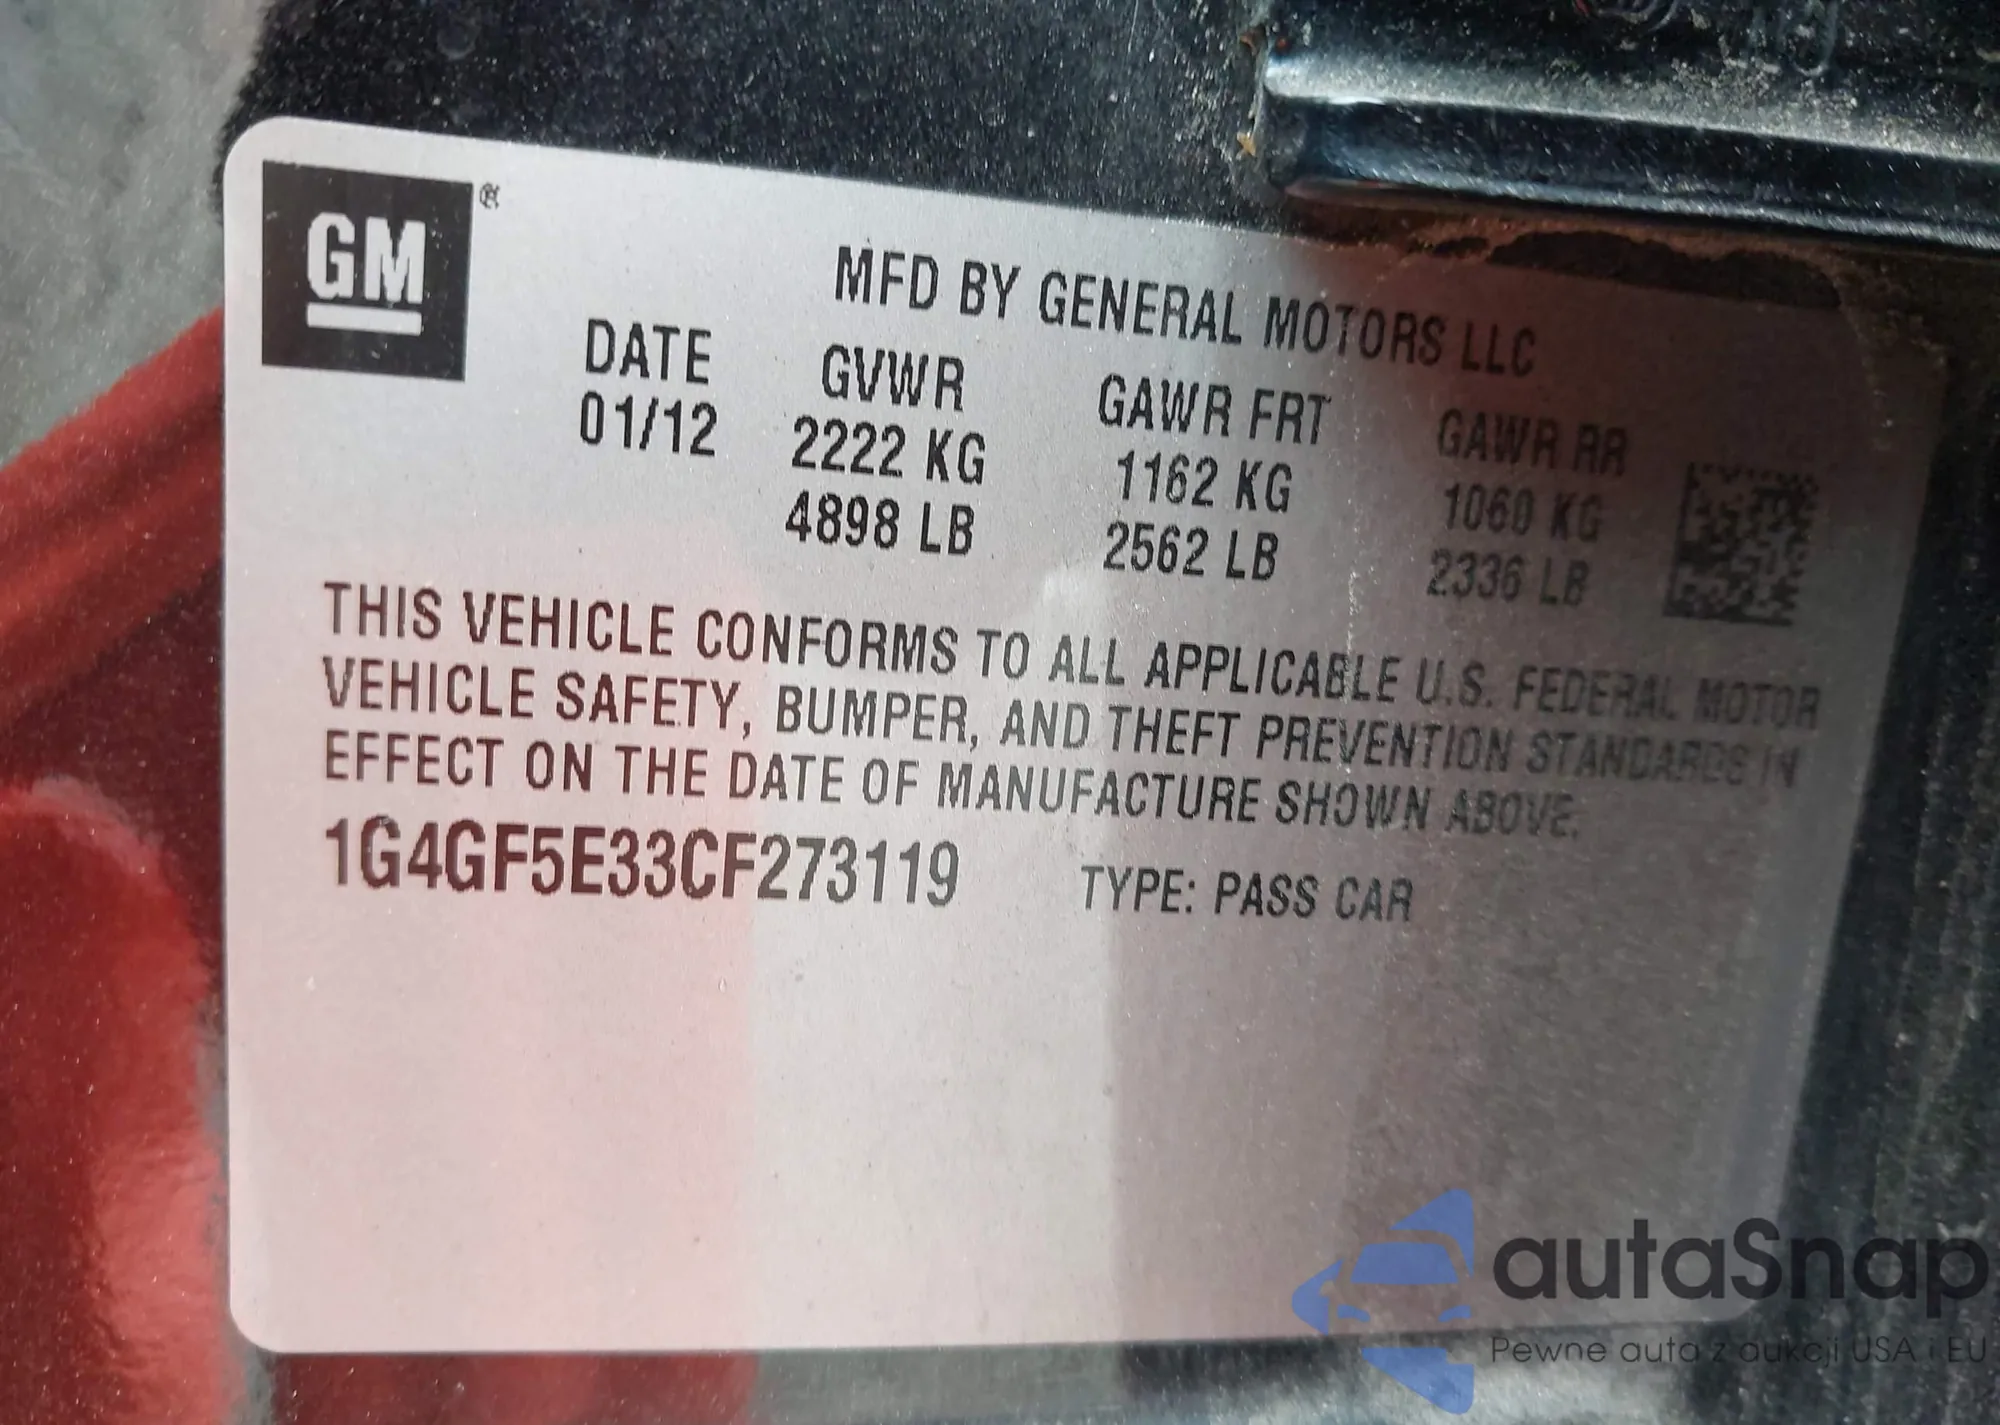 GM ®
MFD BY GENERAL MOTORS LLC
DATE GVWR GAWR FRT GAWR RR
01/12 2222 KG 1162 KG 1060 KG
4898 LB 2562 LB 2336 LB
THIS VEHICLE CONFORMS TO ALL APPLICABLE U.S. FEDERAL MOTOR
VEHICLE SAFETY, BUMPER, AND THEFT PREVENTION STANDARDS IN
EFFECT ON THE DATE OF MANUFACTURE SHOWN ABOVE.
1G4GF5E33CF273119 TYPE: PASS CAR
autaSnap
Pewne auta z aukcji USA i EU